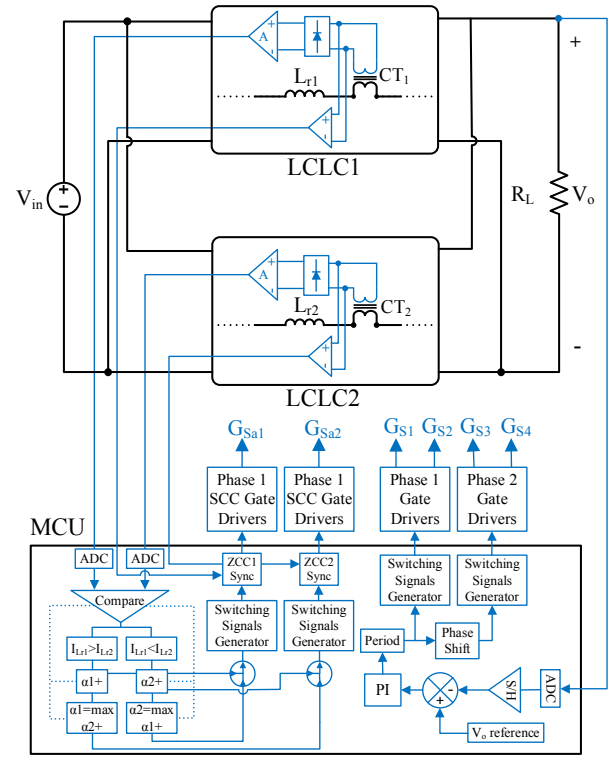 A
+
-
CT1
Lr1
+
-
LCLC1
Vin
+
-
RL
Vo
+
-
A
+
-
CT2
Lr2
+
-
LCLC2
GSa1
GSa2
GS1
GS2
GS3
GS4
Phase 1
SCC Gate
Drivers
Phase 1
SCC Gate
Drivers
Phase 1
Gate
Drivers
Phase 2
Gate
Drivers
MCU
ADC
ADC
ZCC1
Sync
ZCC2
Sync
Switching
Signals
Generator
Switching
Signals
Generator
Compare
Switching
Signals
Generator
Switching
Signals
Generator
ILr1>ILr2
ILr1<ILr2
Period
Phase
Shift
α1+
α2+
PI
+
-
S/H
ADC
α1=max
α2+
α2=max
α1+
Vo reference